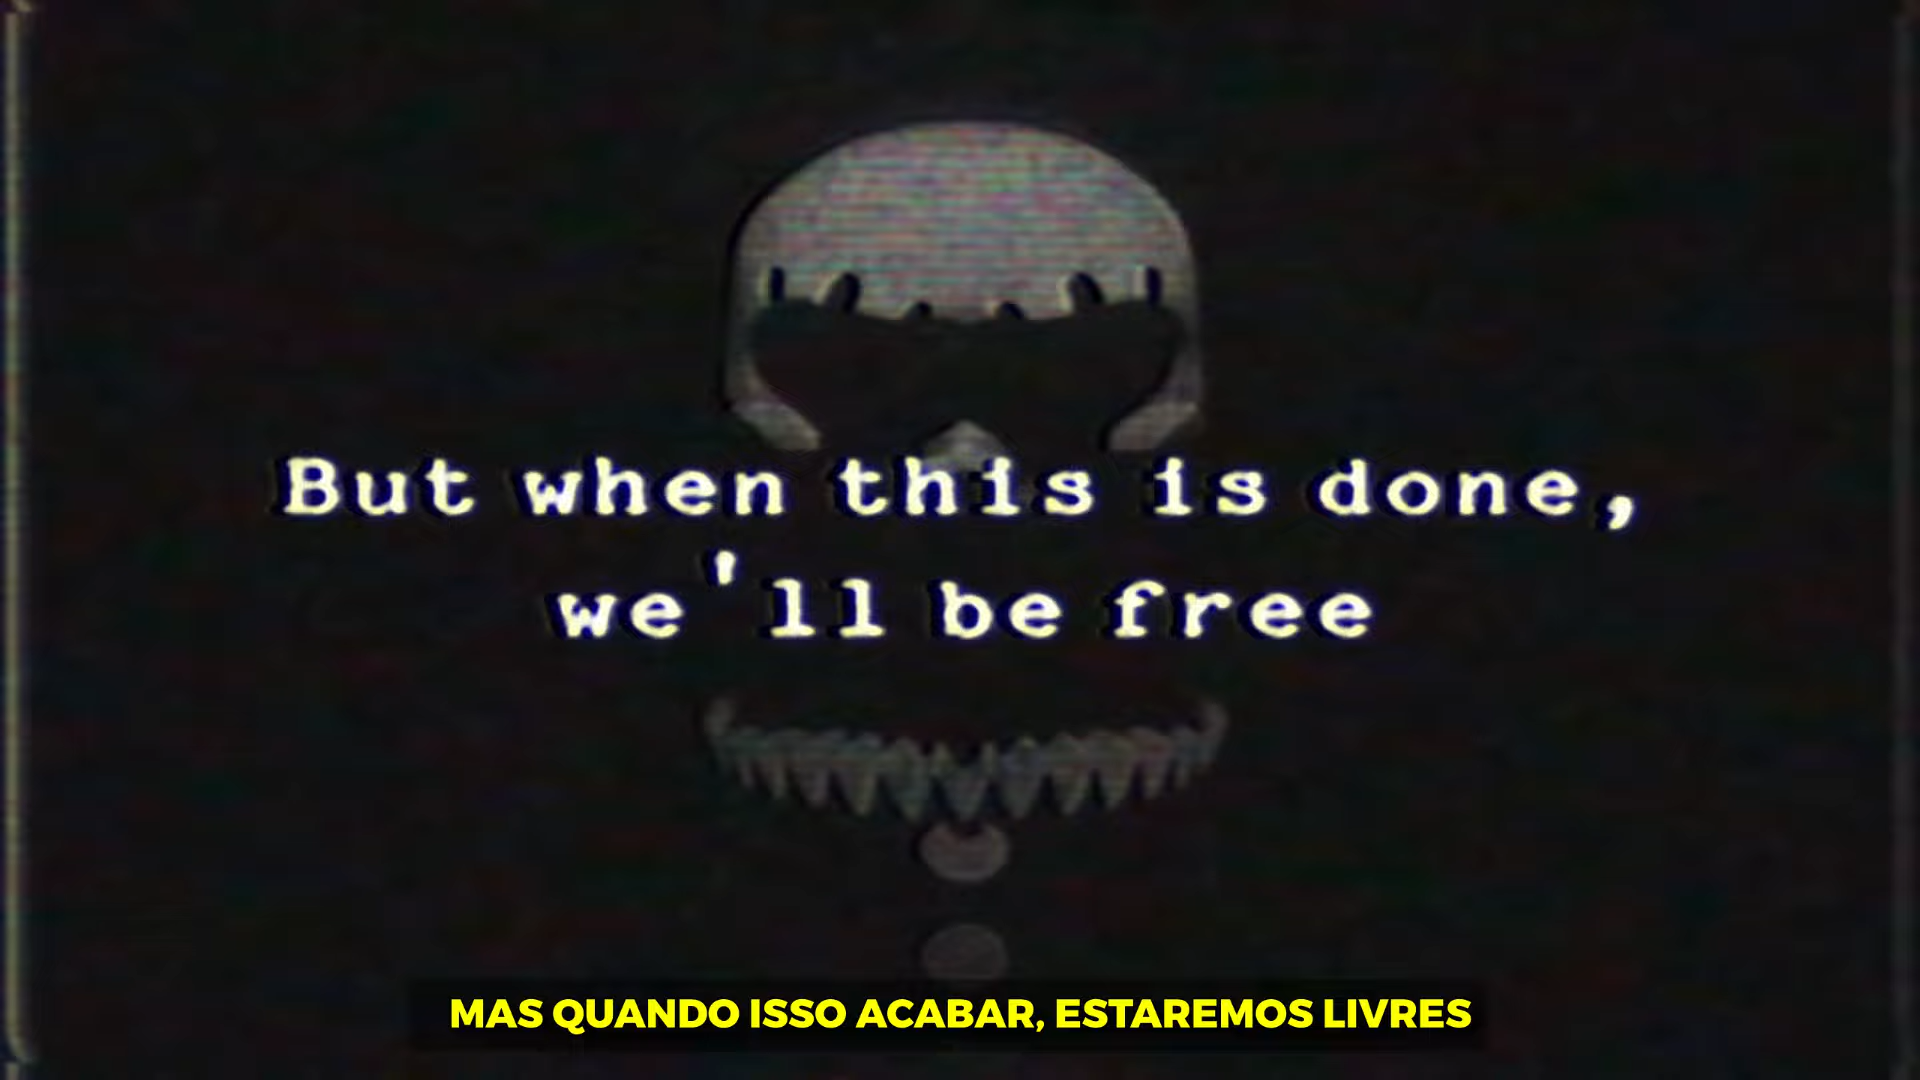 But when this is done,
we'll be free
MAS QUANDO ISSO ACABAR, ESTAREMOS LIVRES